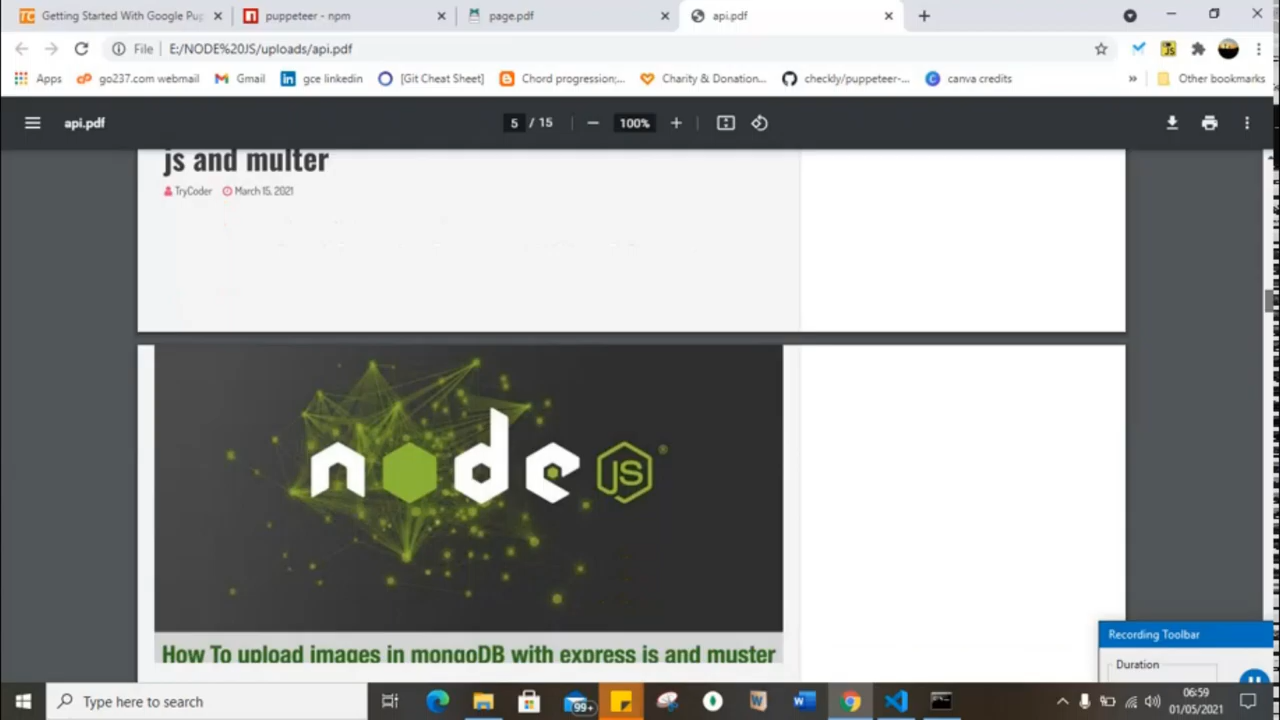 Getting Started With Google Pup
puppeteer - npm
page.pdf
api.pdf
File
E:/NODE%20JS/uploads/api.pdf
Apps
go237.com webmail
Gmail
gce linkedin
[Git Cheat Sheet]
Chord progression;...
Charity & Donation...
checkly/puppeteer-...
canva credits
»
Other bookmarks
api.pdf
5 / 15
100%
js and multer
TryCoder
March 15, 2021
node JS ®
How To upload images in mongoDB with express js and muster
Recording Toolbar
Duration
Type here to search
99+
06:59
01/05/2021